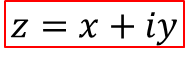 z = x + iy